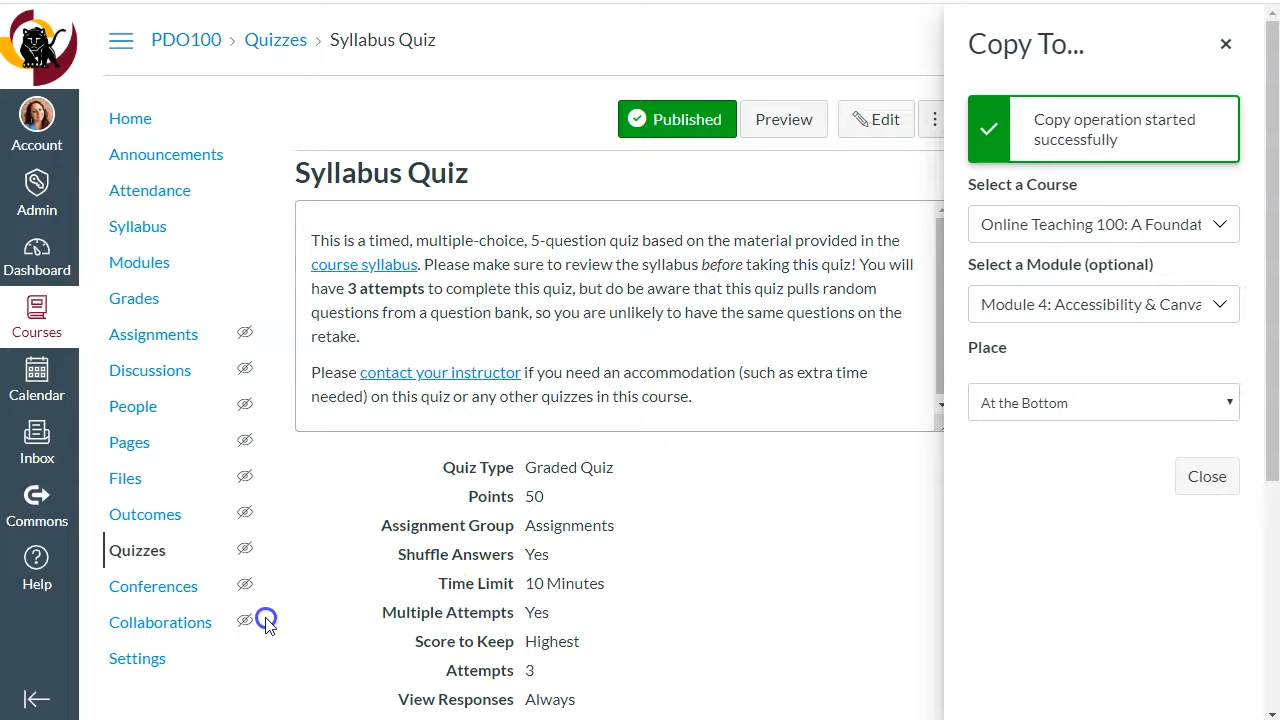 PDO100 › Quizzes › Syllabus Quiz
Account
Admin
Dashboard
Courses
Calendar
Inbox
Commons
Help
Home
Announcements
Attendance
Syllabus
Modules
Grades
Assignments
Discussions
People
Pages
Files
Outcomes
Quizzes
Conferences
Collaborations
Settings
Published Preview Edit
Syllabus Quiz
This is a timed, multiple-choice, 5-question quiz based on the material provided in the
course syllabus. Please make sure to review the syllabus before taking this quiz! You will
have 3 attempts to complete this quiz, but do be aware that this quiz pulls random
questions from a question bank, so you are unlikely to have the same questions on the
retake.
Please contact your instructor if you need an accommodation (such as extra time
needed) on this quiz or any other quizzes in this course.
Quiz Type Graded Quiz
Points 50
Assignment Group Assignments
Shuffle Answers Yes
Time Limit 10 Minutes
Multiple Attempts Yes
Score to Keep Highest
Attempts 3
View Responses Always
Copy To...
Copy operation started
successfully
Select a Course
Online Teaching 100: A Foundat
Select a Module (optional)
Module 4: Accessibility & Canva
Place
At the Bottom
Close